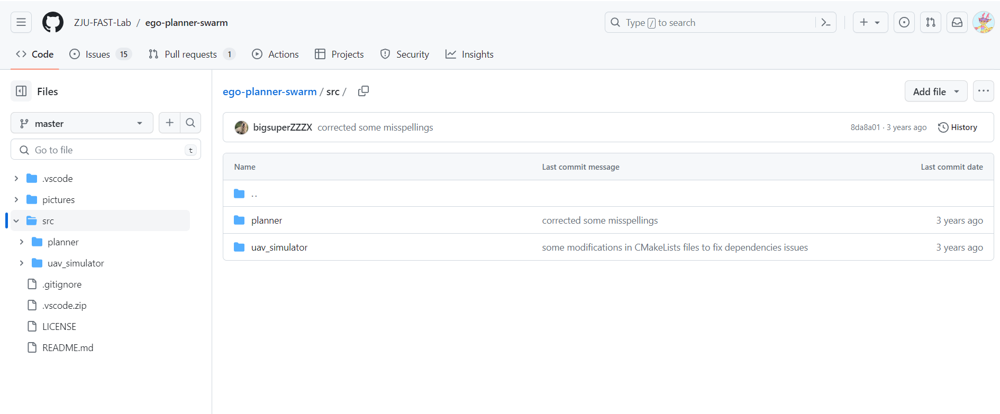 ZJU-FAST-Lab / ego-planner-swarm
Type / to search
Code
Issues 15
Pull requests 1
Actions
Projects
Security
Insights
Files
master
Go to file
t
.vscode
pictures
src
planner
uav_simulator
.gitignore
.vscode.zip
LICENSE
README.md
ego-planner-swarm / src /
Add file
bigsuperZZZX corrected some misspellings
8da8a01 · 3 years ago
History
Name Last commit message Last commit date
..
planner corrected some misspellings 3 years ago
uav_simulator some modifications in CMakeLists files to fix dependencies issues 3 years ago